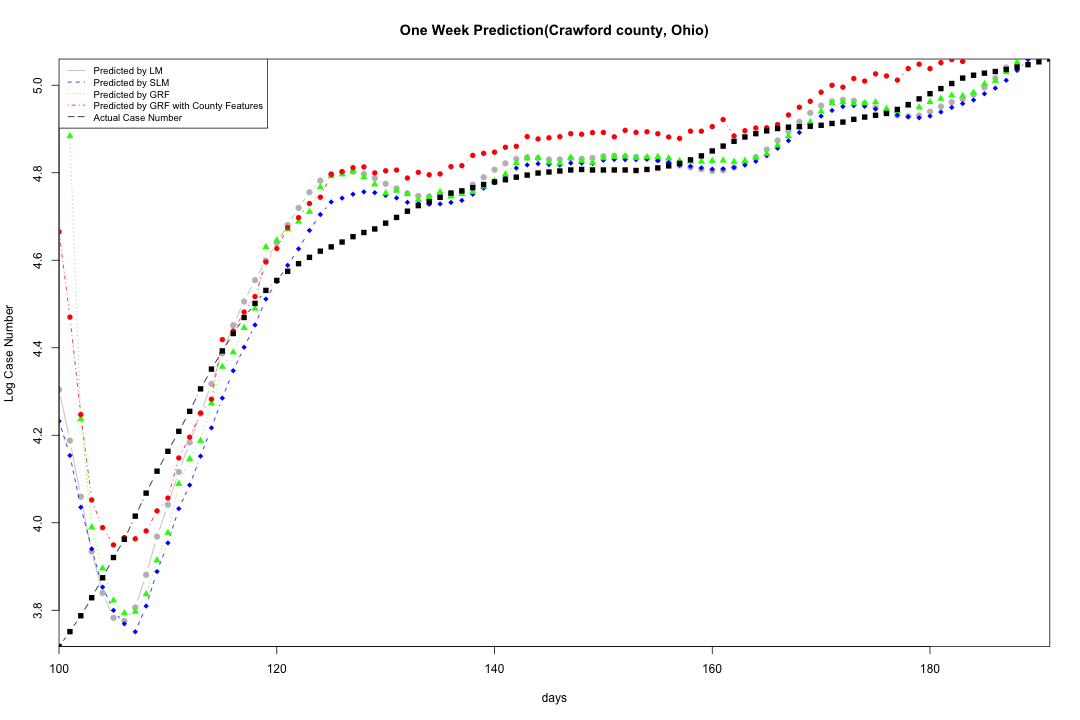 One Week Prediction(Crawford county, Ohio)
Predicted by LM
Predicted by SLM
Predicted by GRF
Predicted by GRF with County Features
Actual Case Number
Log Case Number
5.0
4.8
4.6
4.4
4.2
4.0
3.8
100 120 140 160 180
days